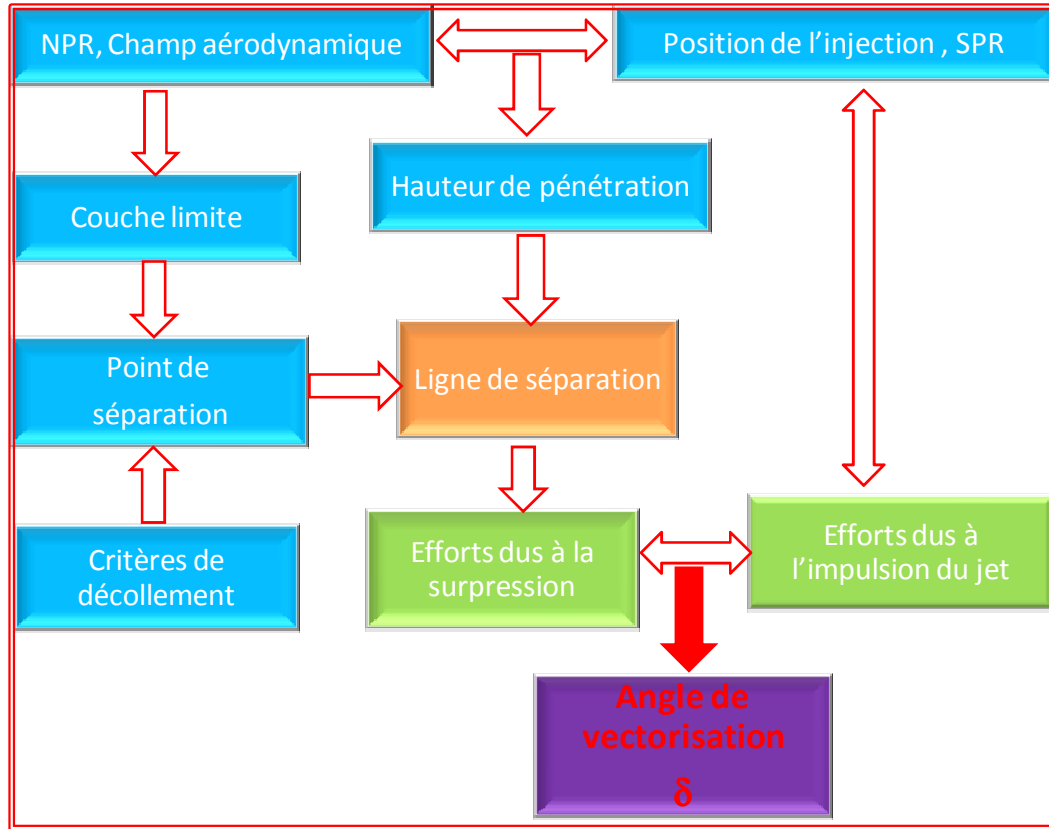 NPR, Champ aérodynamique
Position de l'injection , SPR
Hauteur de pénétration
Couche limite
Point de
séparation
Ligne de séparation
Critères de
décollement
Efforts dus à la
surpression
Efforts dus à
l'impulsion du jet
Angle de
vectorisation
δ